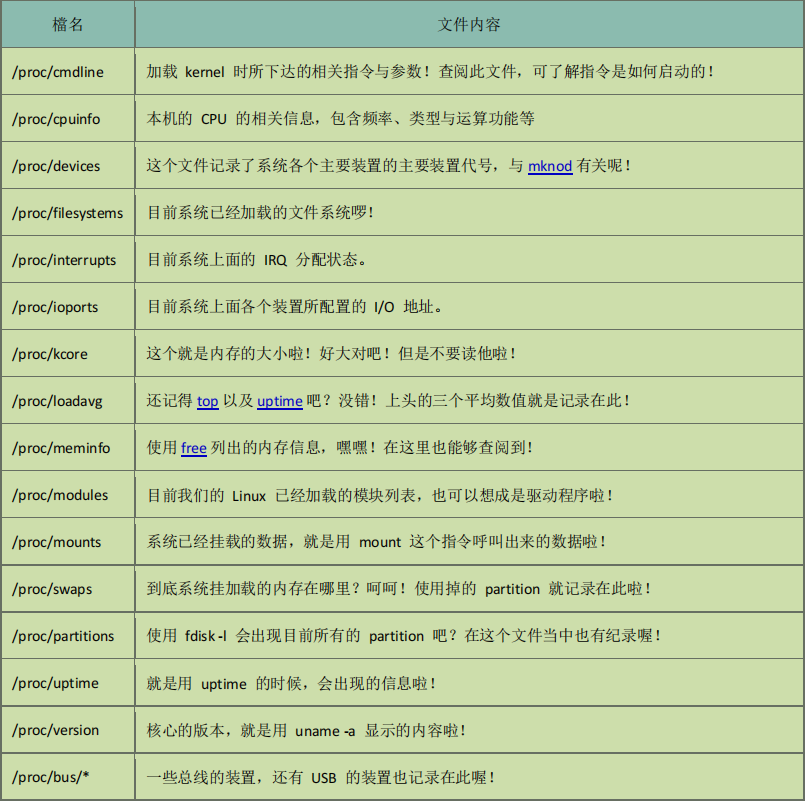 檔名 文件内容
/proc/cmdline 加载 kernel 时所下达的相关指令与参数！查阅此文件，可了解指令是如何启动的！
/proc/cpuinfo 本机的 CPU 的相关信息，包含频率、类型与运算功能等
/proc/devices 这个文件记录了系统各个主要装置的主要装置代号，与 mknod 有关呢！
/proc/filesystems 目前系统已经加载的文件系统啰！
/proc/interrupts 目前系统上面的 IRQ 分配状态。
/proc/ioports 目前系统上面各个装置所配置的 I/O 地址。
/proc/kcore 这个就是内存的大小啦！好大对吧！但是不要读他啦！
/proc/loadavg 还记得 top 以及 uptime 吧？没错！上头的三个平均数值就是记录在此！
/proc/meminfo 使用 free 列出的内存信息，嘿嘿！在这里也能够查阅到！
/proc/modules 目前我们的 Linux 已经加载的模块列表，也可以想成是驱动程序啦！
/proc/mounts 系统已经挂载的数据，就是用 mount 这个指令呼叫出来的数据啦！
/proc/swaps 到底系统挂加载的内存在哪里？呵呵！使用掉的 partition 就记录在此啦！
/proc/partitions 使用 fdisk -l 会出现目前所有的 partition 吧？在这个文件当中也有纪录喔！
/proc/uptime 就是用 uptime 的时候，会出现的信息啦！
/proc/version 核心的版本，就是用 uname -a 显示的内容啦！
/proc/bus/* 一些总线的装置，还有 USB 的装置也记录在此喔！